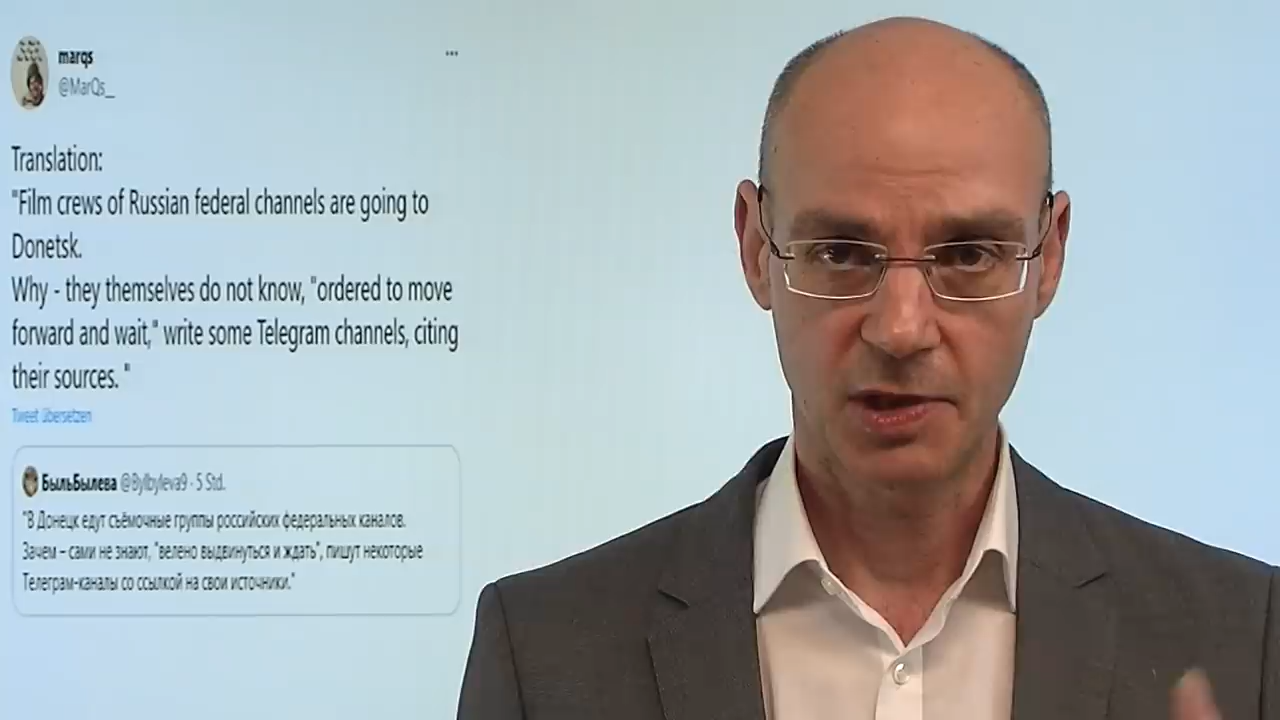 marqs
@MarQs__
Translation:
"Film crews of Russian federal channels are going to
Donetsk.
Why - they themselves do not know, "ordered to move
forward and wait," write some Telegram channels, citing
their sources. "
Tweet übersetzen
БыльБылева @Bylbyleva9 · 5 Std.
"В Донецк едут съёмочные группы российских федеральных каналов.
Зачем – сами не знают, "велено выдвинуться и ждать", пишут некоторые
Телеграм-каналы со ссылкой на свои источники."